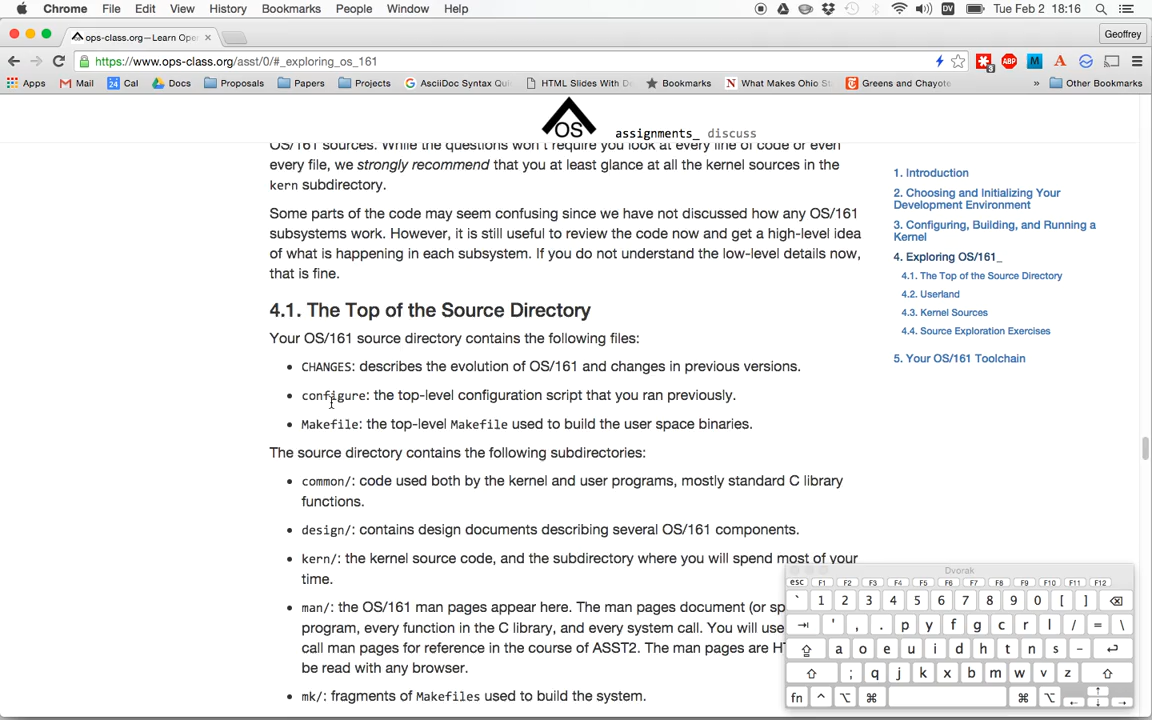 Chrome File Edit View History Bookmarks People Window Help DV Tue Feb 2 18:16
ops-class.org—Learn Ope × Geoffrey
https://www.ops-class.org/asst/0/#_exploring_os_161 3 ABP M A
Apps Mail 24 Cal Docs Proposals Papers Projects G AsciiDoc Syntax Qui HTML Slides With D Bookmarks N What Makes Ohio St Greens and Chayote » Other Bookmarks
OS assignments_ discuss
OS/161 sources. While the questions won't require you look at every line of code or even
every file, we strongly recommend that you at least glance at all the kernel sources in the
kern subdirectory.
Some parts of the code may seem confusing since we have not discussed how any OS/161
subsystems work. However, it is still useful to review the code now and get a high-level idea
of what is happening in each subsystem. If you do not understand the low-level details now,
that is fine.
4.1. The Top of the Source Directory
Your OS/161 source directory contains the following files:
• CHANGES: describes the evolution of OS/161 and changes in previous versions.
• configure: the top-level configuration script that you ran previously.
• Makefile: the top-level Makefile used to build the user space binaries.
The source directory contains the following subdirectories:
• common/: code used both by the kernel and user programs, mostly standard C library
functions.
• design/: contains design documents describing several OS/161 components.
• kern/: the kernel source code, and the subdirectory where you will spend most of your
time.
• man/: the OS/161 man pages appear here. The man pages document (or sp
program, every function in the C library, and every system call. You will use
call man pages for reference in the course of ASST2. The man pages are HT
be read with any browser.
• mk/: fragments of Makefiles used to build the system.
1. Introduction
2. Choosing and Initializing Your
Development Environment
3. Configuring, Building, and Running a
Kernel
4. Exploring OS/161_
4.1. The Top of the Source Directory
4.2. Userland
4.3. Kernel Sources
4.4. Source Exploration Exercises
5. Your OS/161 Toolchain
Dvorak
esc F1 F2 F3 F4 F5 F6 F7 F8 F9 F10 F11 F12
` 1 2 3 4 5 6 7 8 9 0 [ ] ⌫
⇥ ' , . p y f g c r l / = \
⇪ a o e u i d h t n s - ↩
⇧ ; q j k x b m w v z ⇧
fn ^ ⌥ ⌘ ⌘ ⌥ ← ↑ ↓ →